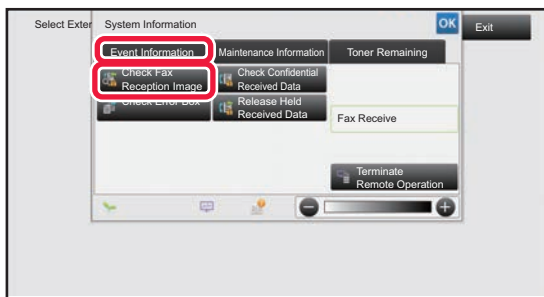 Select Exter
System Information
OK
Exit
Event Information
Maintenance Information
Toner Remaining
Check Fax
Reception Image
Check Confidential
Received Data
Check Error Box
Release Held
Received Data
Fax Receive
Terminate
Remote Operation